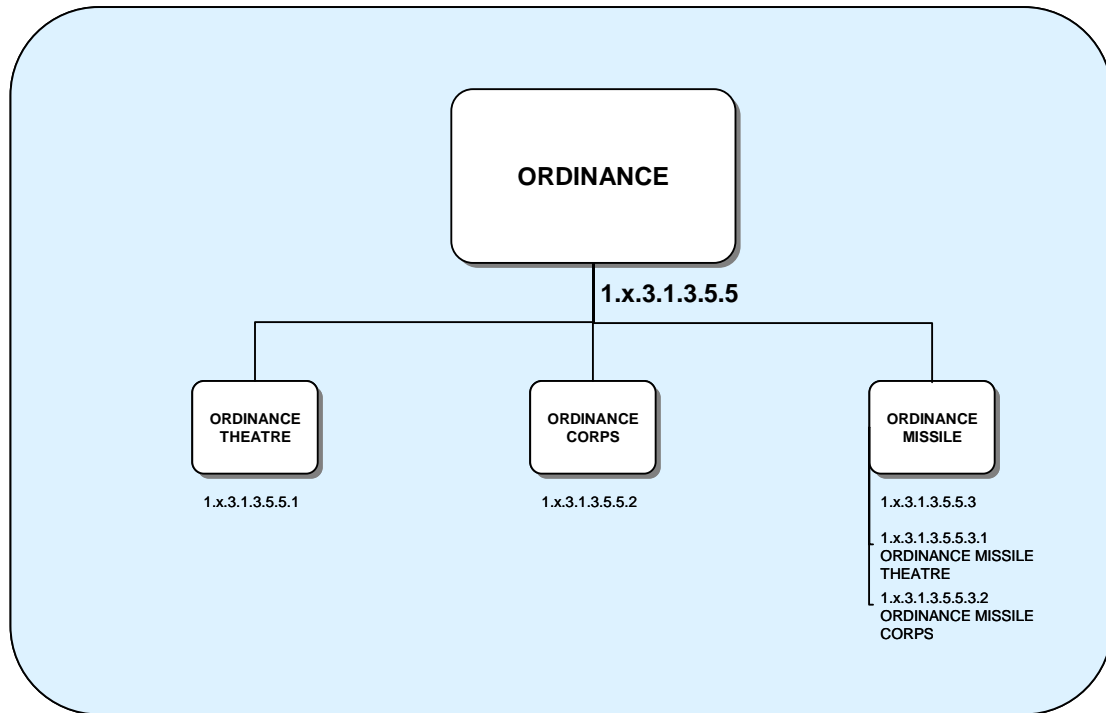 ORDINANCE
1.x.3.1.3.5.5
ORDINANCE
THEATRE
1.x.3.1.3.5.5.1
ORDINANCE
CORPS
1.x.3.1.3.5.5.2
ORDINANCE
MISSILE
1.x.3.1.3.5.5.3
1.x.3.1.3.5.5.3.1
ORDINANCE MISSILE
THEATRE
1.x.3.1.3.5.5.3.2
ORDINANCE MISSILE
CORPS